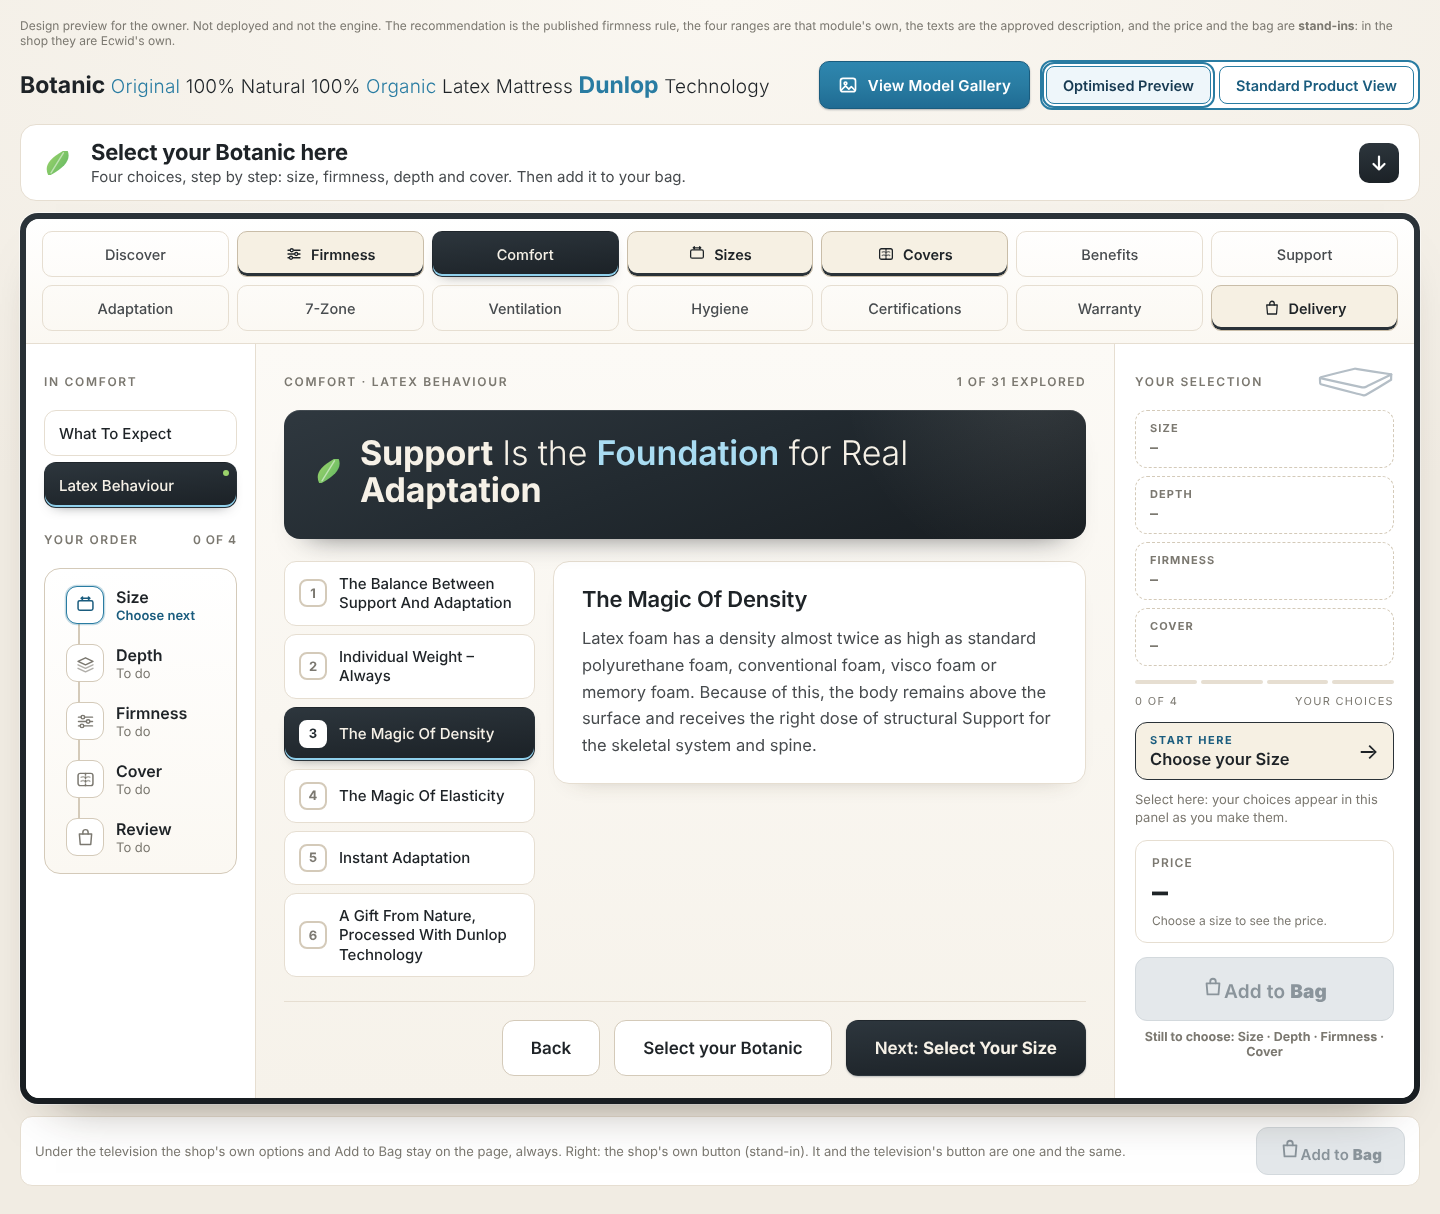 Design preview for the owner. Not deployed and not the engine. The recommendation is the published firmness rule, the four ranges are that module's own, the texts are the approved description, and the price and the bag are stand-ins: in the
shop they are Ecwid's own.
Botanic Original 100% Natural 100% Organic Latex Mattress Dunlop Technology
View Model Gallery
Optimised Preview
Standard Product View
Select your Botanic here
Four choices, step by step: size, firmness, depth and cover. Then add it to your bag.
Discover
Firmness
Comfort
Sizes
Covers
Benefits
Support
Adaptation
7-Zone
Ventilation
Hygiene
Certifications
Warranty
Delivery
IN COMFORT
What To Expect
Latex Behaviour
YOUR ORDER
0 OF 4
Size
Choose next
Depth
To do
Firmness
To do
Cover
To do
Review
To do
COMFORT · LATEX BEHAVIOUR
1 OF 31 EXPLORED
Support Is the Foundation for Real
Adaptation
1
The Balance Between
Support And Adaptation
2
Individual Weight –
Always
3
The Magic Of Density
4
The Magic Of Elasticity
5
Instant Adaptation
6
A Gift From Nature,
Processed With Dunlop
Technology
The Magic Of Density
Latex foam has a density almost twice as high as standard
polyurethane foam, conventional foam, visco foam or
memory foam. Because of this, the body remains above the
surface and receives the right dose of structural Support for
the skeletal system and spine.
Back
Select your Botanic
Next: Select Your Size
YOUR SELECTION
SIZE
–
DEPTH
–
FIRMNESS
–
COVER
–
0 OF 4
YOUR CHOICES
START HERE
Choose your Size
Select here: your choices appear in this
panel as you make them.
PRICE
–
Choose a size to see the price.
Add to Bag
Still to choose: Size · Depth · Firmness ·
Cover
Under the television the shop's own options and Add to Bag stay on the page, always. Right: the shop's own button (stand-in). It and the television's button are one and the same.
Add to Bag